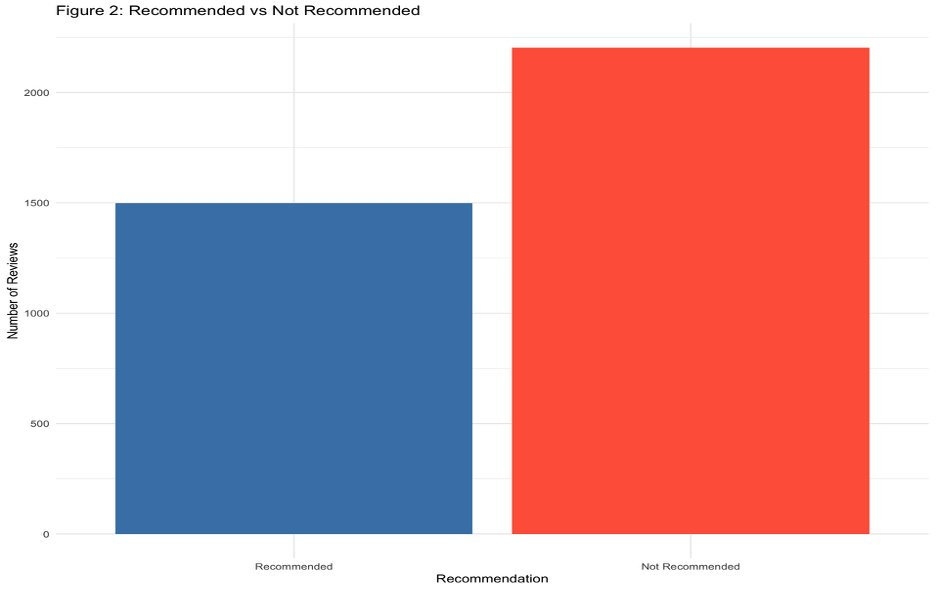 Figure 2: Recommended vs Not Recommended
Number of Reviews
2000
1500
1000
500
0
Recommended
Not Recommended
Recommendation